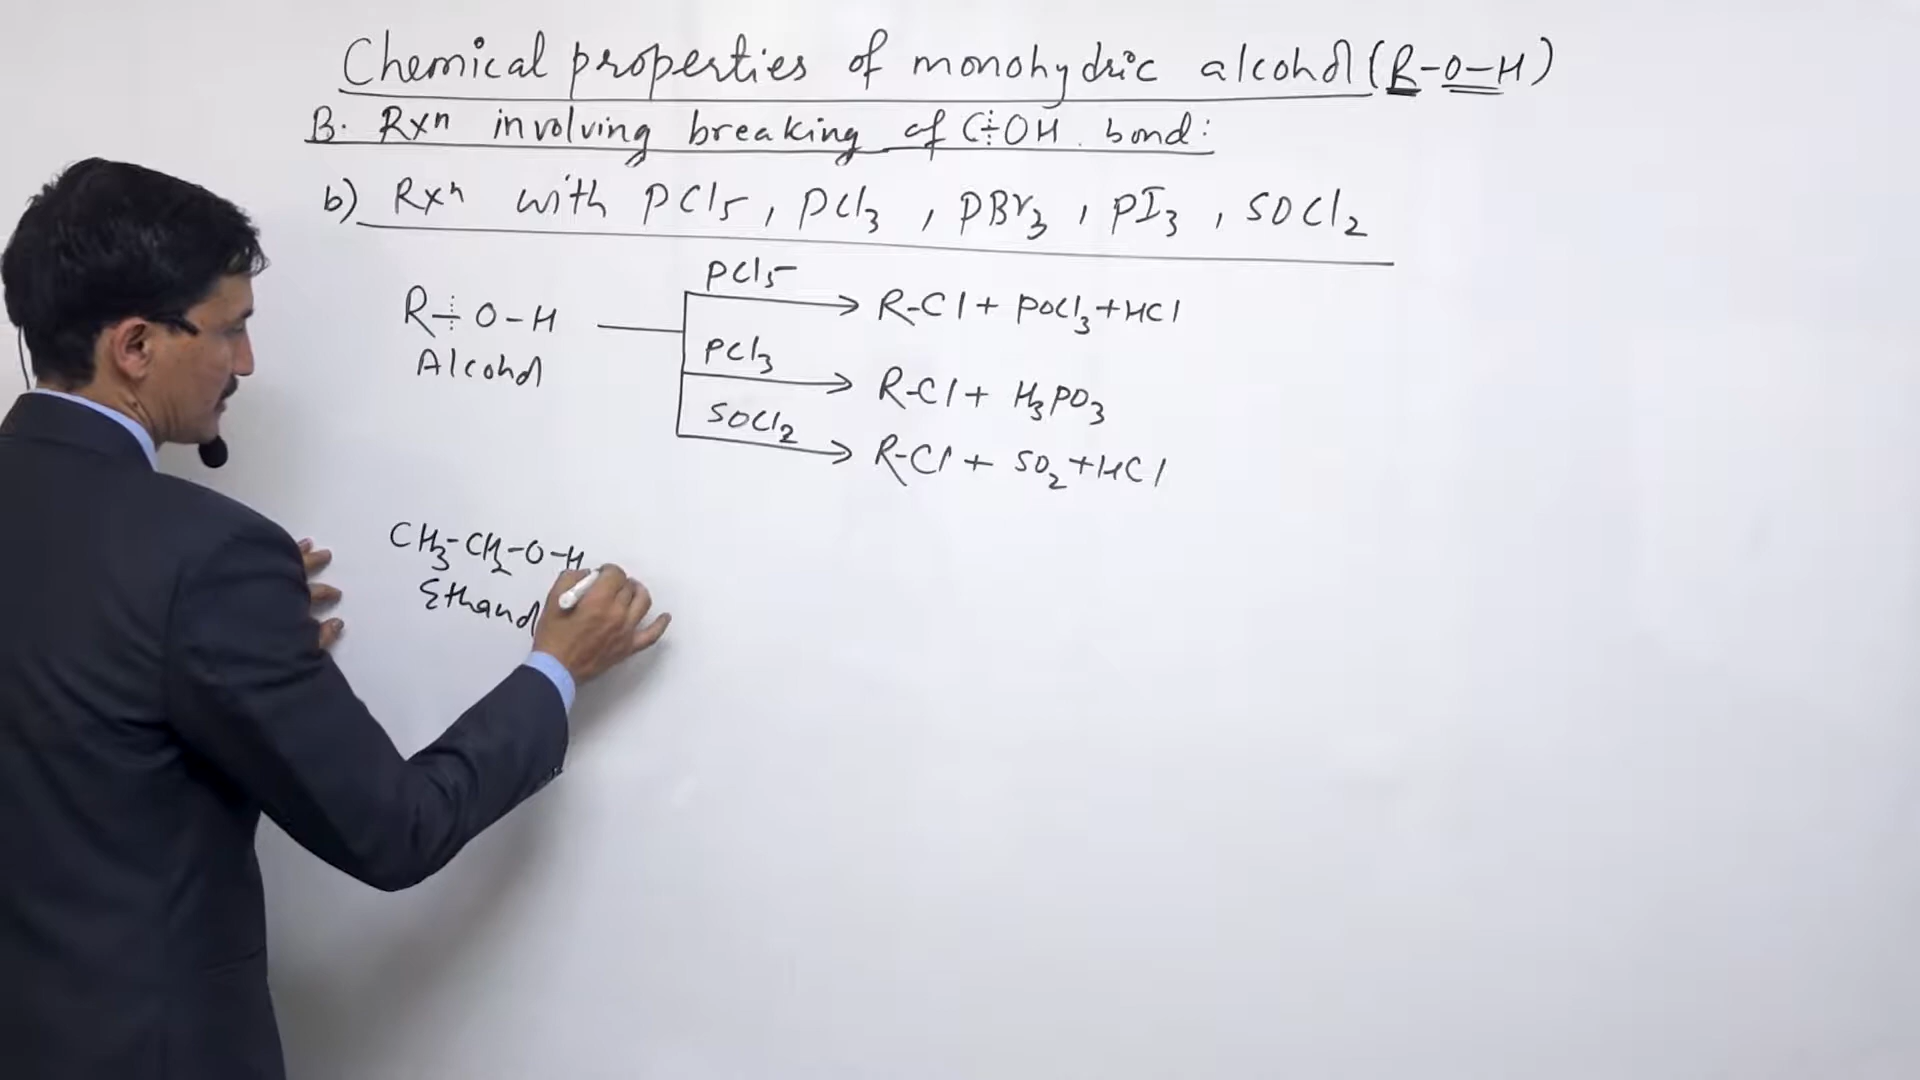 Chemical properties of monohydric alcohol (R-O-H)
B. Rxn involving breaking of C-OH bond:
b) Rxn with PCl5, PCl3, PBr3, PI3, SOCl2
PCl5
R-O-H → R-Cl + POCl3 + HCl
Alcohol
PCl3
→ R-Cl + H3PO3
SOCl2
→ R-Cl + SO2 + HCl
CH3-CH2-O-H
Ethanol